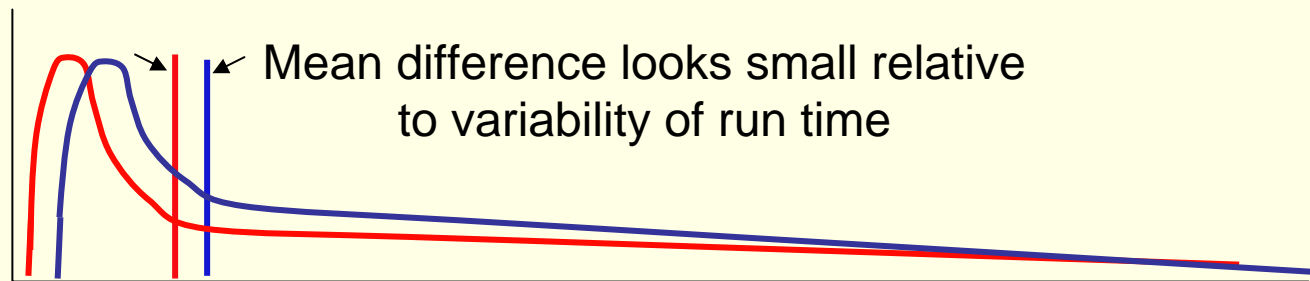 Mean difference looks small relative
to variability of run time